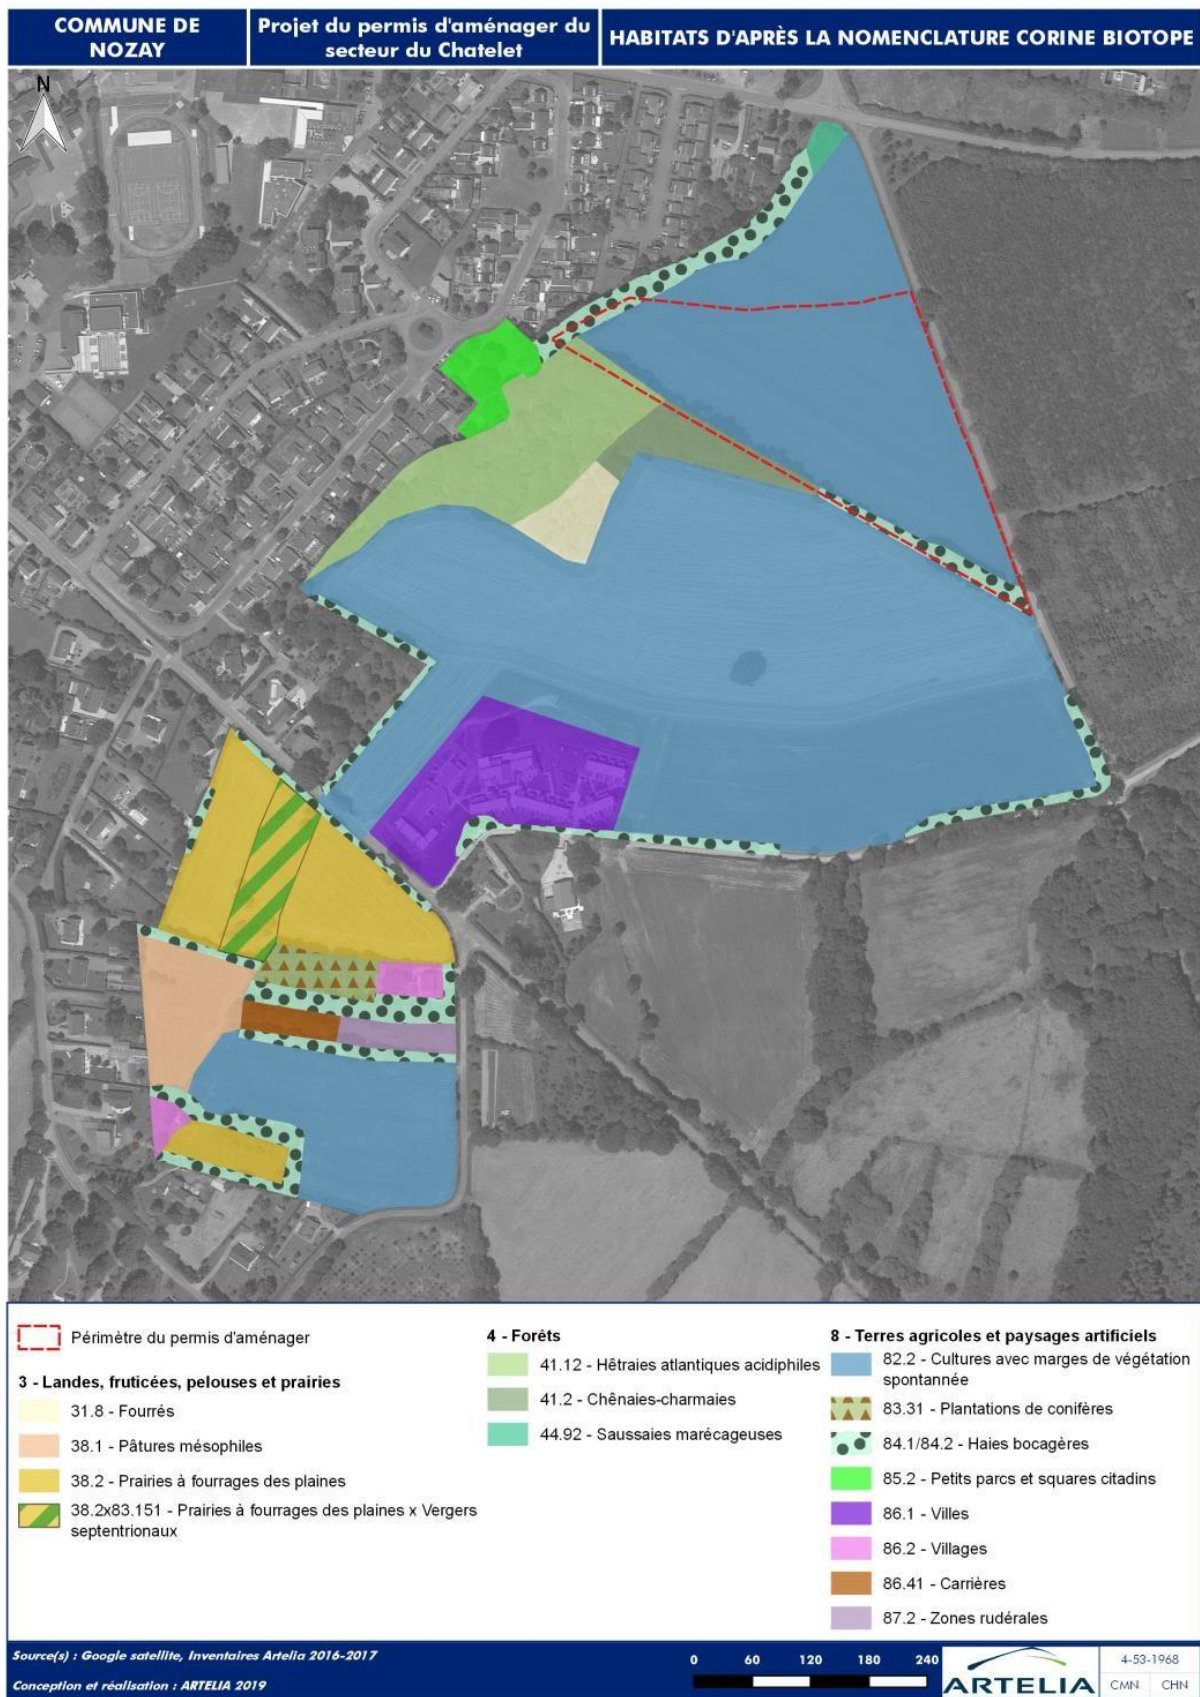 COMMUNE DE
NOZAY
Projet du permis d'aménager du
secteur du Chatelet
HABITATS D'APRÈS LA NOMENCLATURE CORINE BIOTOPE
N
Périmètre du permis d'aménager
3 - Landes, fruticées, pelouses et prairies
31.8 - Fourrés
38.1 - Pâtures mésophiles
38.2 - Prairies à fourrages des plaines
38.2x83.151 - Prairies à fourrages des plaines x Vergers
septentrionaux
4 - Forêts
41.12 - Hêtraies atlantiques acidiphiles
41.2 - Chênaies-charmaies
44.92 - Saussaies marécageuses
8 - Terres agricoles et paysages artificiels
82.2 - Cultures avec marges de végétation
spontannée
83.31 - Plantations de conifères
84.1/84.2 - Haies bocagères
85.2 - Petits parcs et squares citadins
86.1 - Villes
86.2 - Villages
86.41 - Carrières
87.2 - Zones rudérales
Source(s) : Google satellite, Inventaires Artelia 2016-2017
Conception et réalisation : ARTELIA 2019
0 60 120 180 240
ARTELIA
4-53-1968
CMN CHN